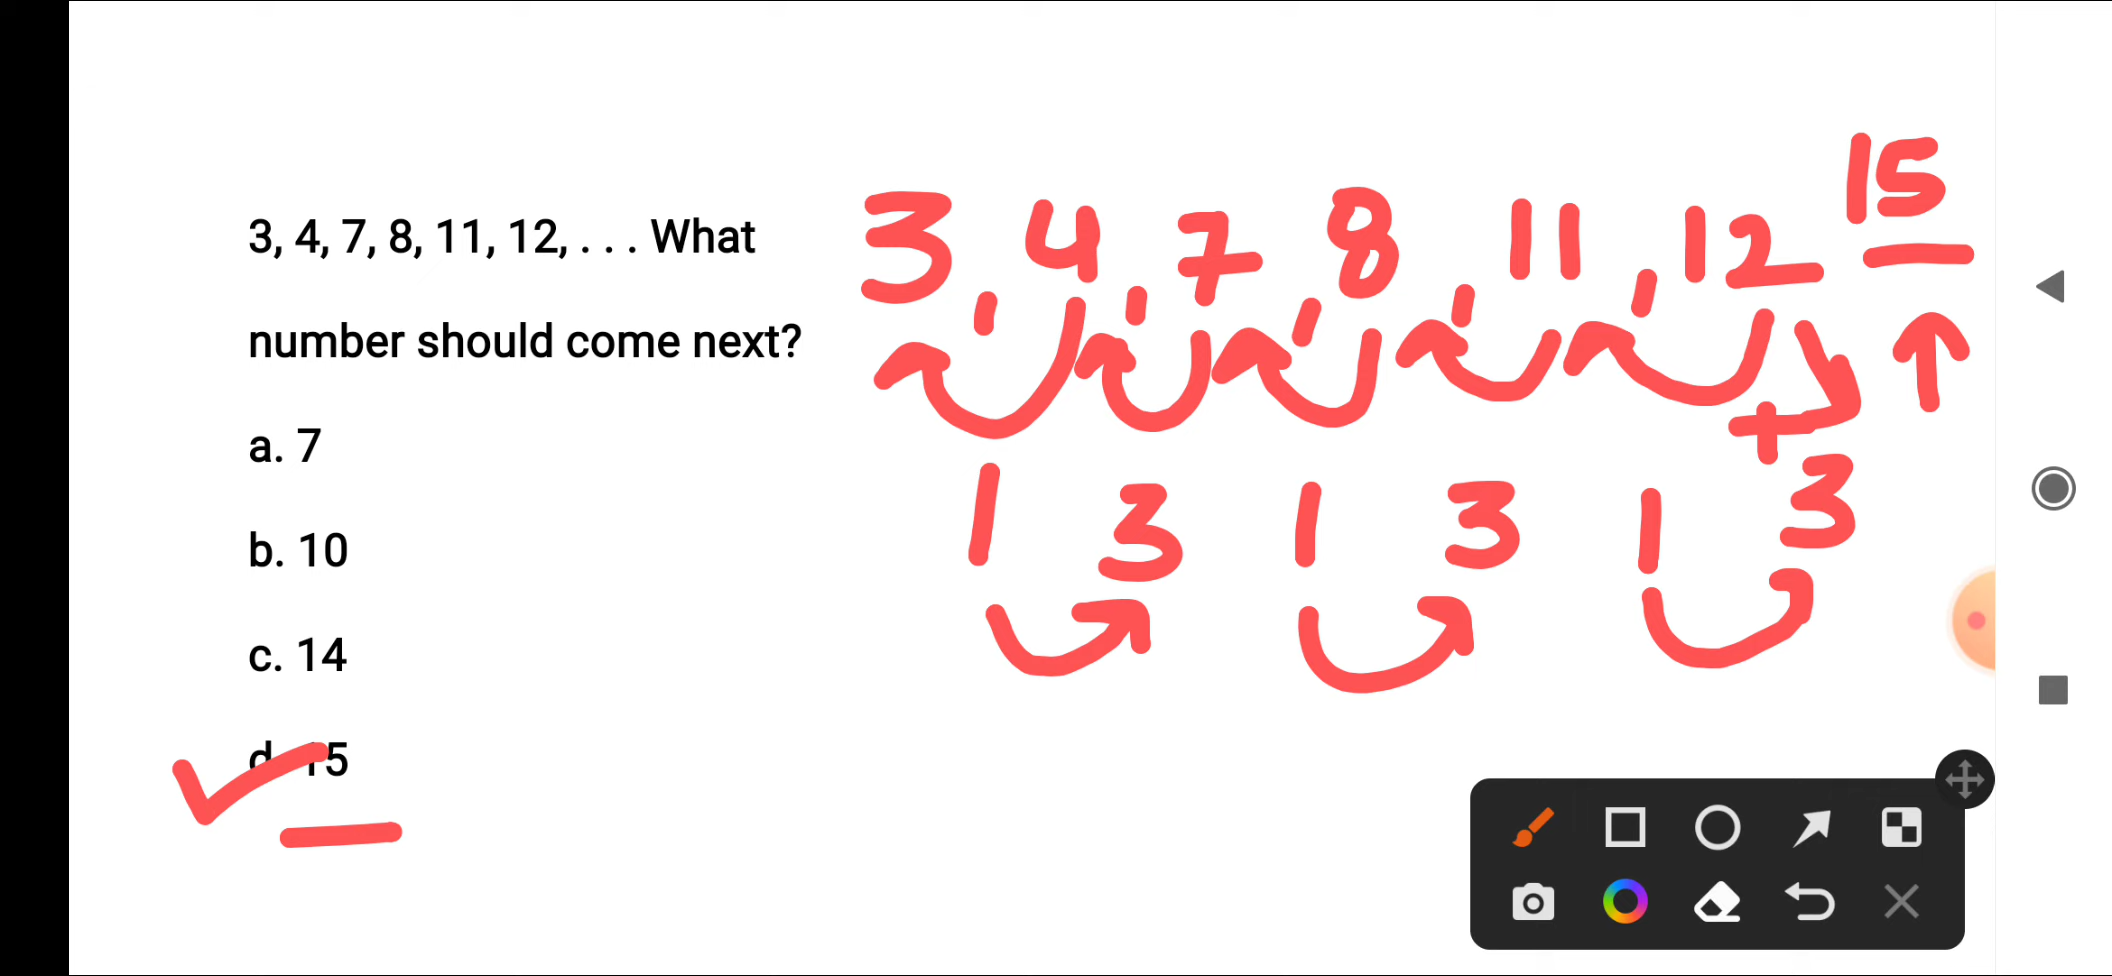 3, 4, 7, 8, 11, 12, . . . What
number should come next?
a. 7
b. 10
c. 14
d. 15
3, 4, 7, 8, 11, 12 15
1 3 1 3 1 + 3